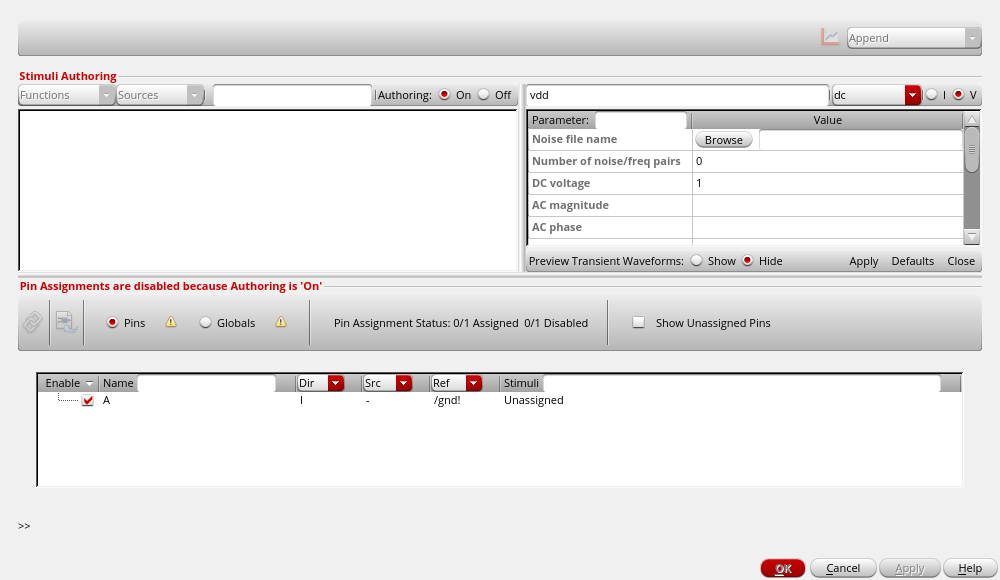 Append
Stimuli Authoring
Functions Sources Authoring: On Off vdd dc I V
Parameter: Value
Noise file name Browse
Number of noise/freq pairs 0
DC voltage 1
AC magnitude
AC phase
Preview Transient Waveforms: Show Hide Apply Defaults Close
Pin Assignments are disabled because Authoring is 'On'
Pins Globals Pin Assignment Status: 0/1 Assigned 0/1 Disabled Show Unassigned Pins
Enable Name Dir Src Ref Stimuli
A I - /gnd! Unassigned
>>
OK Cancel Apply Help